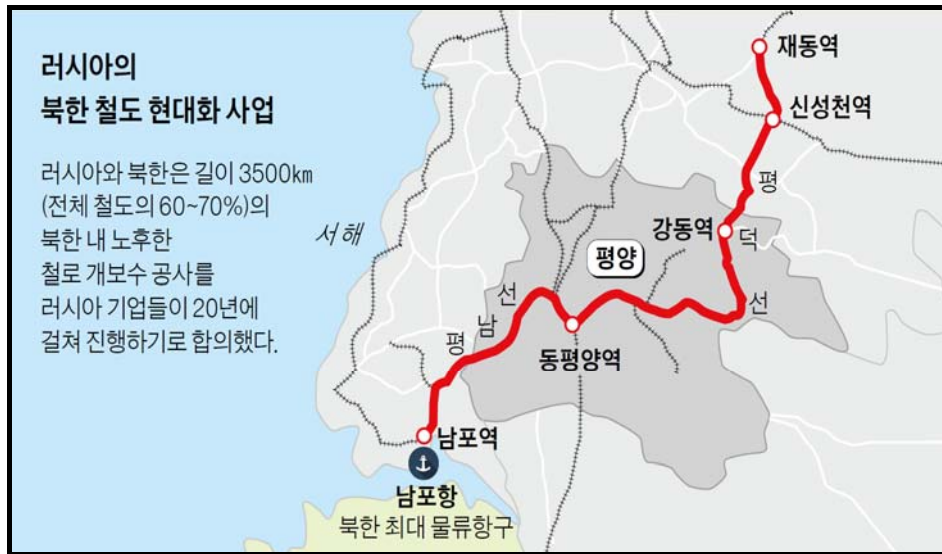 러시아의
북한 철도 현대화 사업
러시아와 북한은 길이 3500km
(전체 철도의 60~70%)의
북한 내 노후한
철로 개보수 공사를
러시아 기업들이 20년에
걸쳐 진행하기로 합의했다.
서해
재동역
신성천역
평
덕
선
강동역
평양
선
남
평
동평양역
남포역
남포항
북한 최대 물류항구